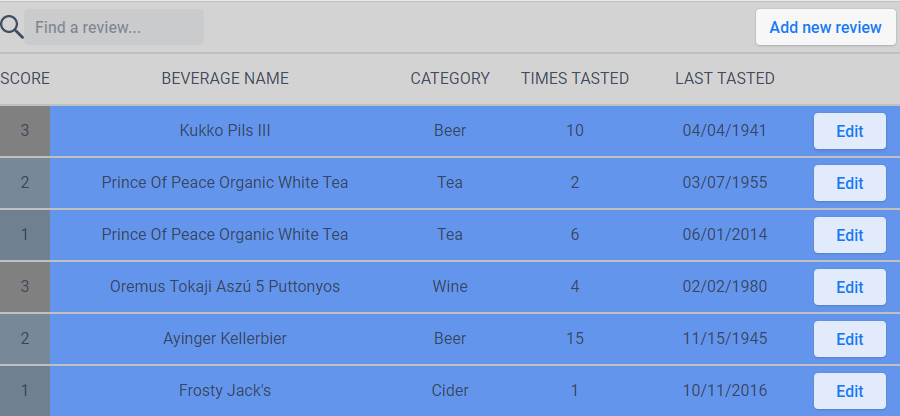 Find a review... Add new review
SCORE BEVERAGE NAME CATEGORY TIMES TASTED LAST TASTED
3 Kukko Pils III Beer 10 04/04/1941 Edit
2 Prince Of Peace Organic White Tea Tea 2 03/07/1955 Edit
1 Prince Of Peace Organic White Tea Tea 6 06/01/2014 Edit
3 Oremus Tokaji Aszú 5 Puttonyos Wine 4 02/02/1980 Edit
2 Ayinger Kellerbier Beer 15 11/15/1945 Edit
1 Frosty Jack's Cider 1 10/11/2016 Edit